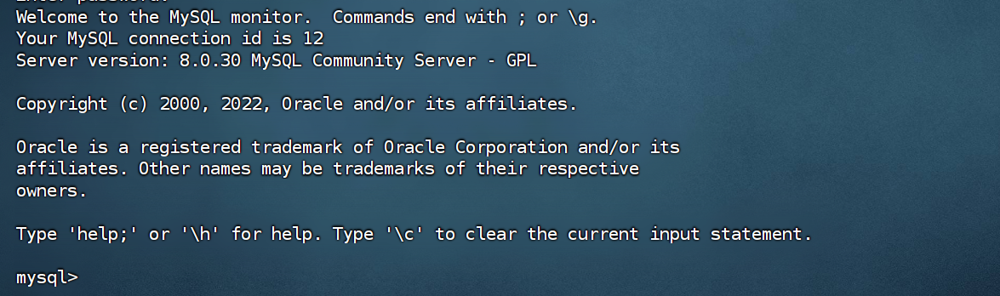 Enter password:
Welcome to the MySQL monitor.  Commands end with ; or \g.
Your MySQL connection id is 12
Server version: 8.0.30 MySQL Community Server - GPL
Copyright (c) 2000, 2022, Oracle and/or its affiliates.
Oracle is a registered trademark of Oracle Corporation and/or its
affiliates. Other names may be trademarks of their respective
owners.
Type 'help;' or '\h' for help. Type '\c' to clear the current input statement.
mysql>